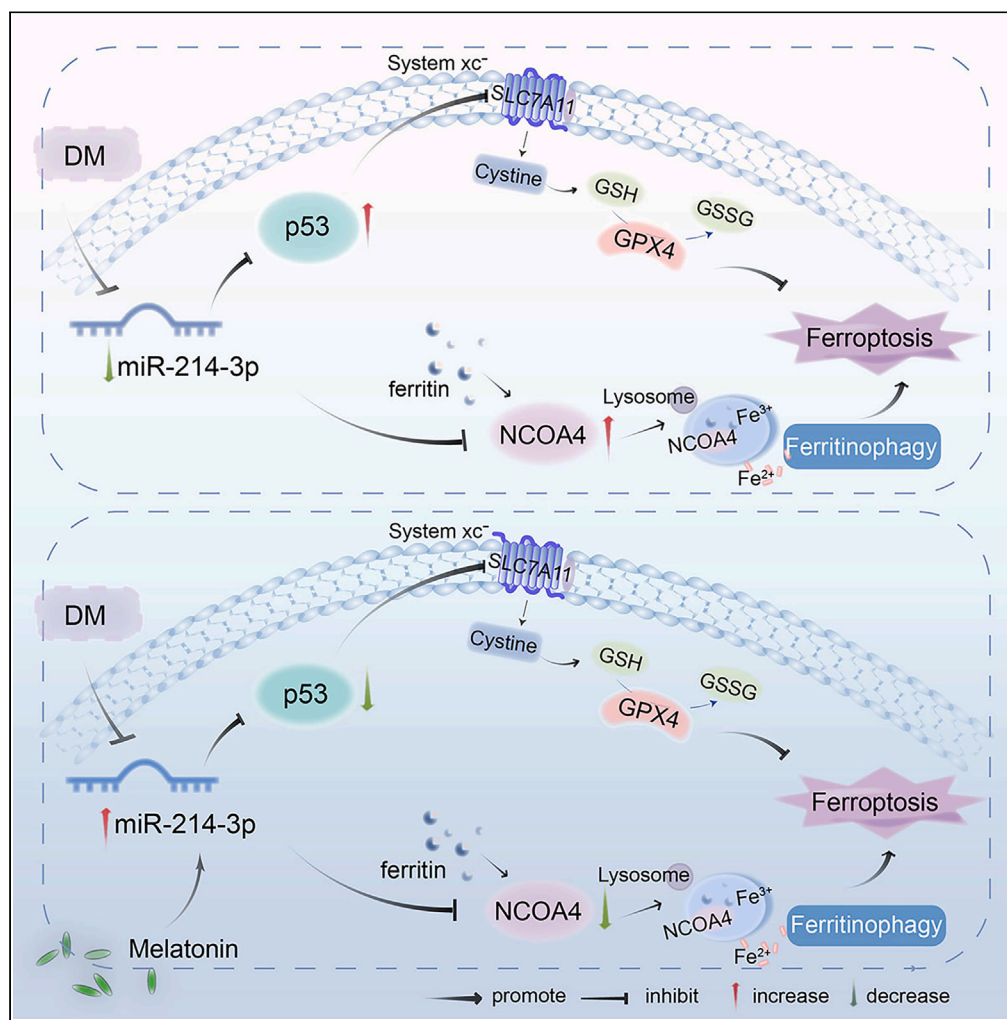 System xc⁻
SLC7A11
DM
Cystine
GSH
GSSG
p53
GPX4
miR-214-3p
Ferroptosis
ferritin
Lysosome
NCOA4
Fe³⁺
NCOA4
Ferritinophagy
Fe²⁺
System xc⁻
SLC7A11
DM
Cystine
GSH
GSSG
p53
GPX4
miR-214-3p
Ferroptosis
ferritin
Lysosome
NCOA4
Fe³⁺
NCOA4
Ferritinophagy
Fe²⁺
Melatonin
promote inhibit increase decrease